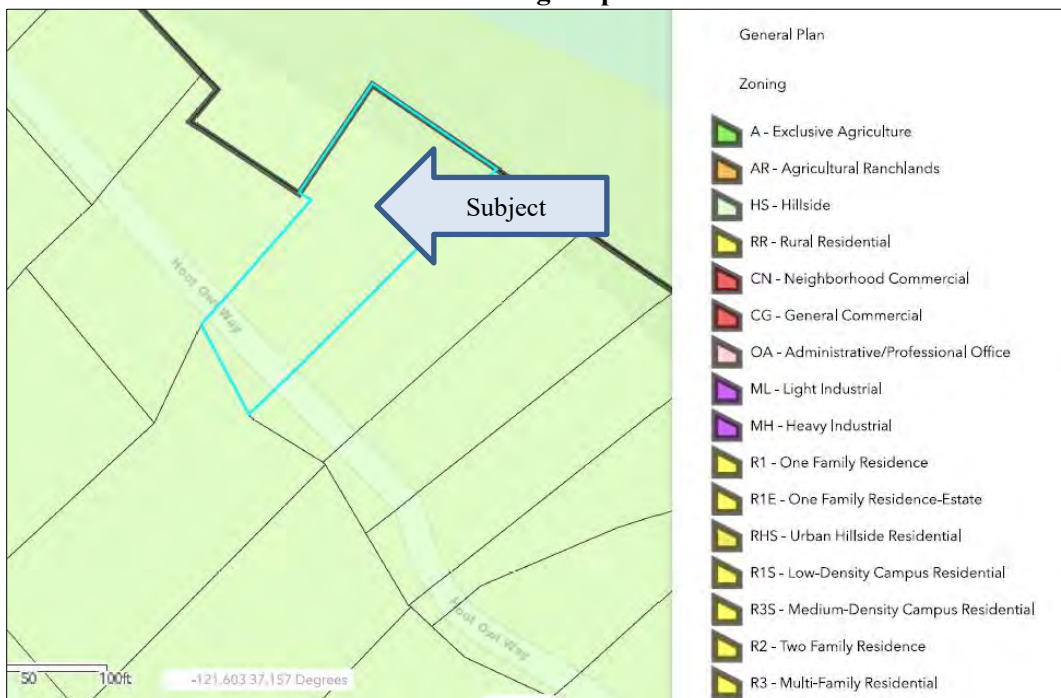 General Plan
Zoning
A - Exclusive Agriculture
AR - Agricultural Ranchlands
HS - Hillside
RR - Rural Residential
CN - Neighborhood Commercial
CG - General Commercial
OA - Administrative/Professional Office
ML - Light Industrial
MH - Heavy Industrial
R1 - One Family Residence
R1E - One Family Residence-Estate
RHS - Urban Hillside Residential
R1S - Low-Density Campus Residential
R3S - Medium-Density Campus Residential
R2 - Two Family Residence
R3 - Multi-Family Residential
Subject
Hoot Owl Way
Hoot Owl Way
50 100ft
-121.603 37.157 Degrees